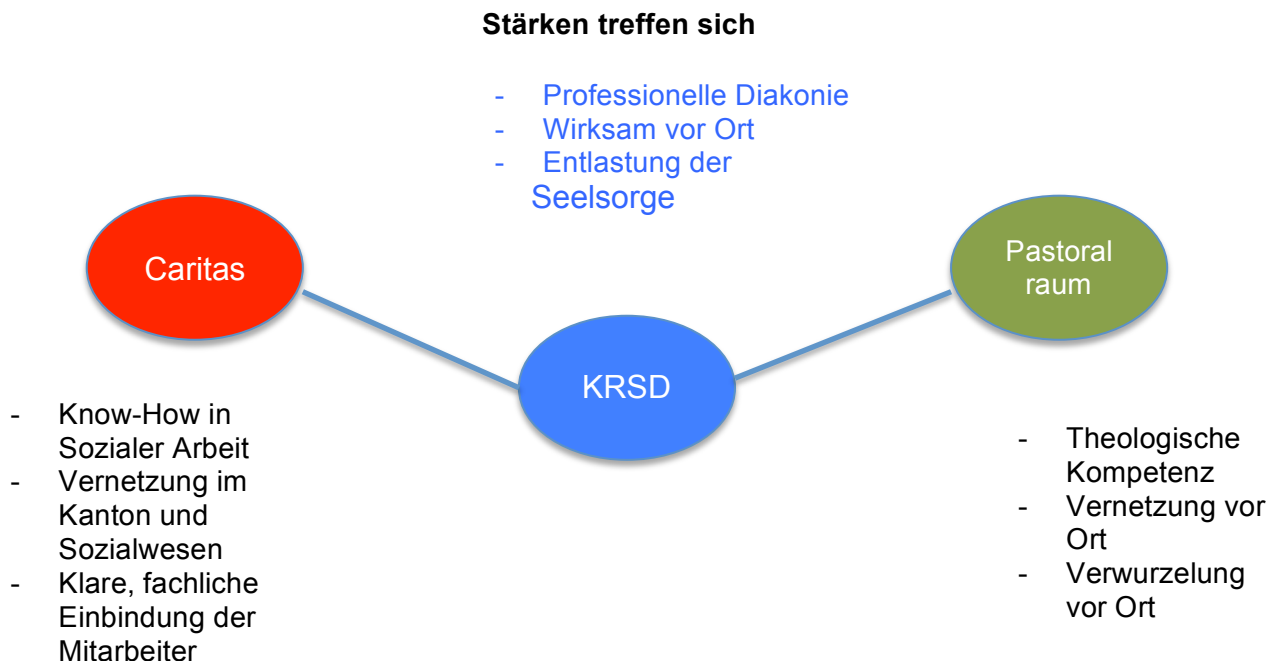 Stärken treffen sich
- Professionelle Diakonie
- Wirksam vor Ort
- Entlastung der
Seelsorge
Caritas
Pastoral
raum
KRSD
- Know-How in
Sozialer Arbeit
- Vernetzung im
Kanton und
Sozialwesen
- Klare, fachliche
Einbindung der
Mitarbeiter
- Theologische
Kompetenz
- Vernetzung vor
Ort
- Verwurzelung
vor Ort